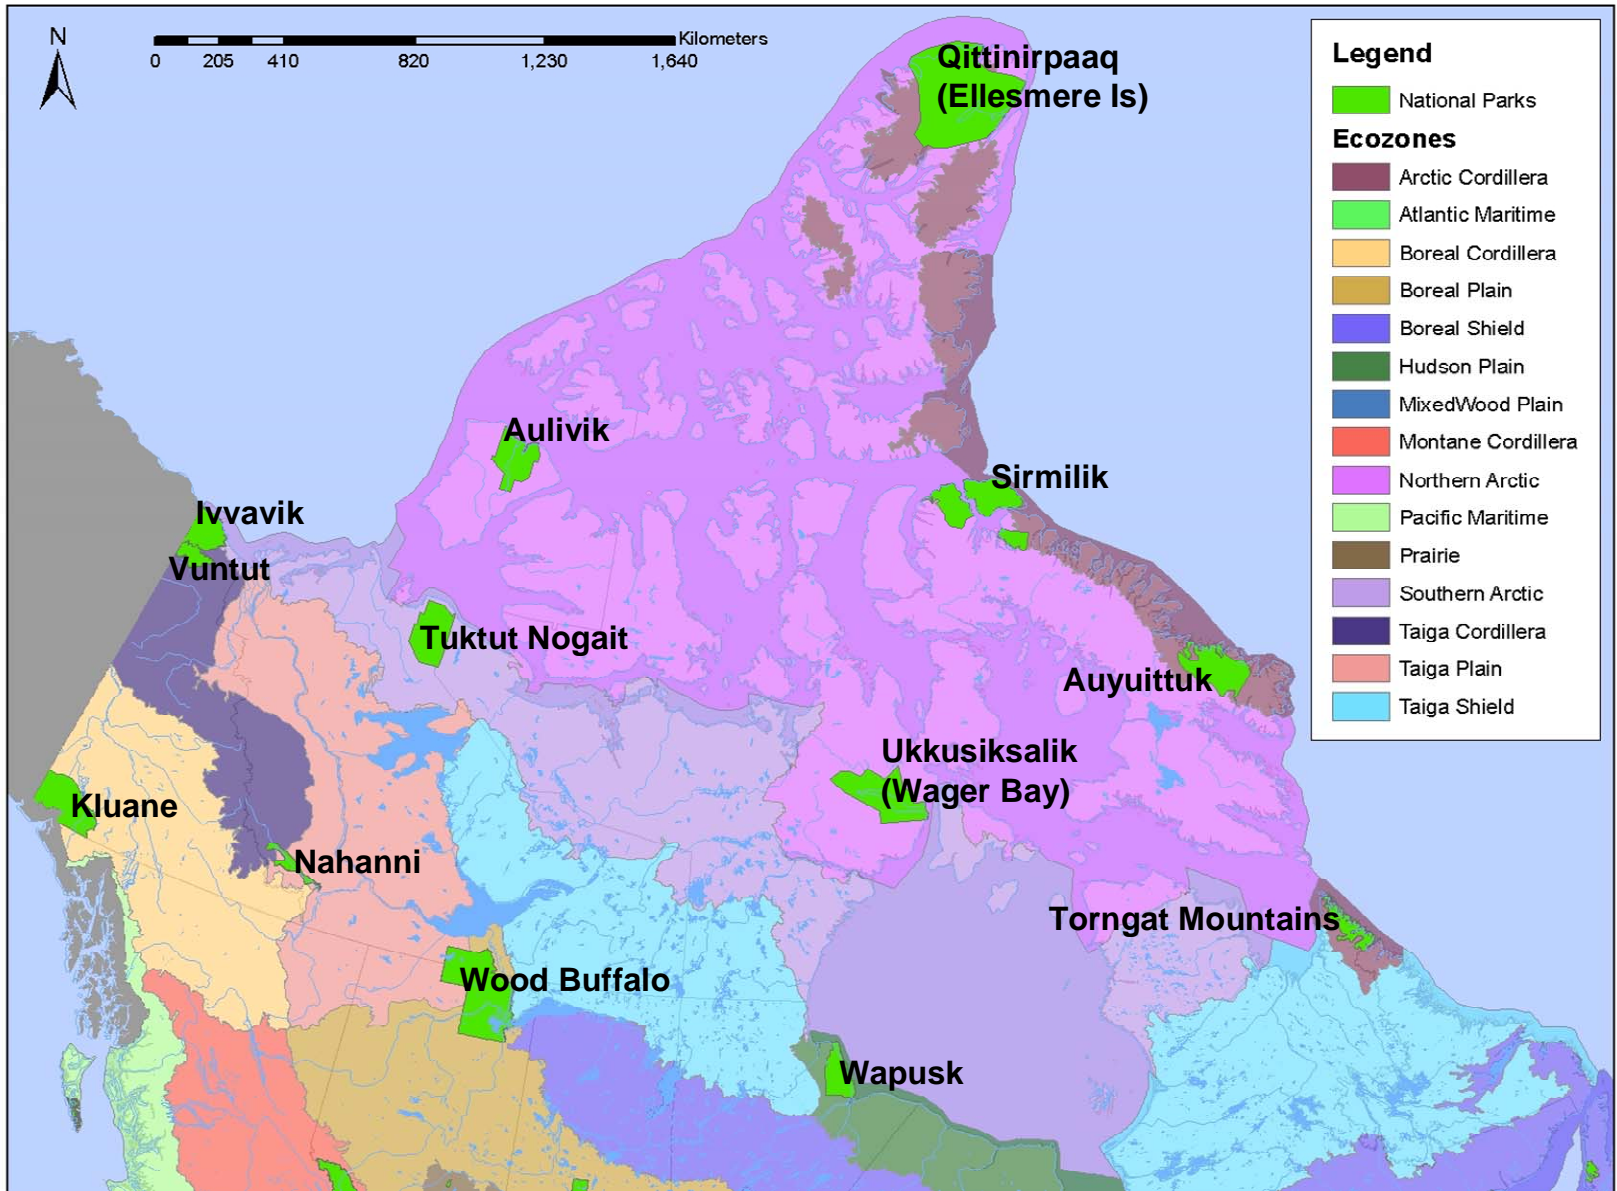 N
Kilometers
0 205 410 820 1,230 1,640
Qittinirpaaq
(Ellesmere Is)
Legend
National Parks
Ecozones
Arctic Cordillera
Atlantic Maritime
Boreal Cordillera
Boreal Plain
Boreal Shield
Hudson Plain
MixedWood Plain
Montane Cordillera
Northern Arctic
Pacific Maritime
Prairie
Southern Arctic
Taiga Cordillera
Taiga Plain
Taiga Shield
Aulivik
Sirmilik
Ivvavik
Vuntut
Tuktut Nogait
Auyuittuk
Ukkusiksalik
(Wager Bay)
Kluane
Nahanni
Torngat Mountains
Wood Buffalo
Wapusk